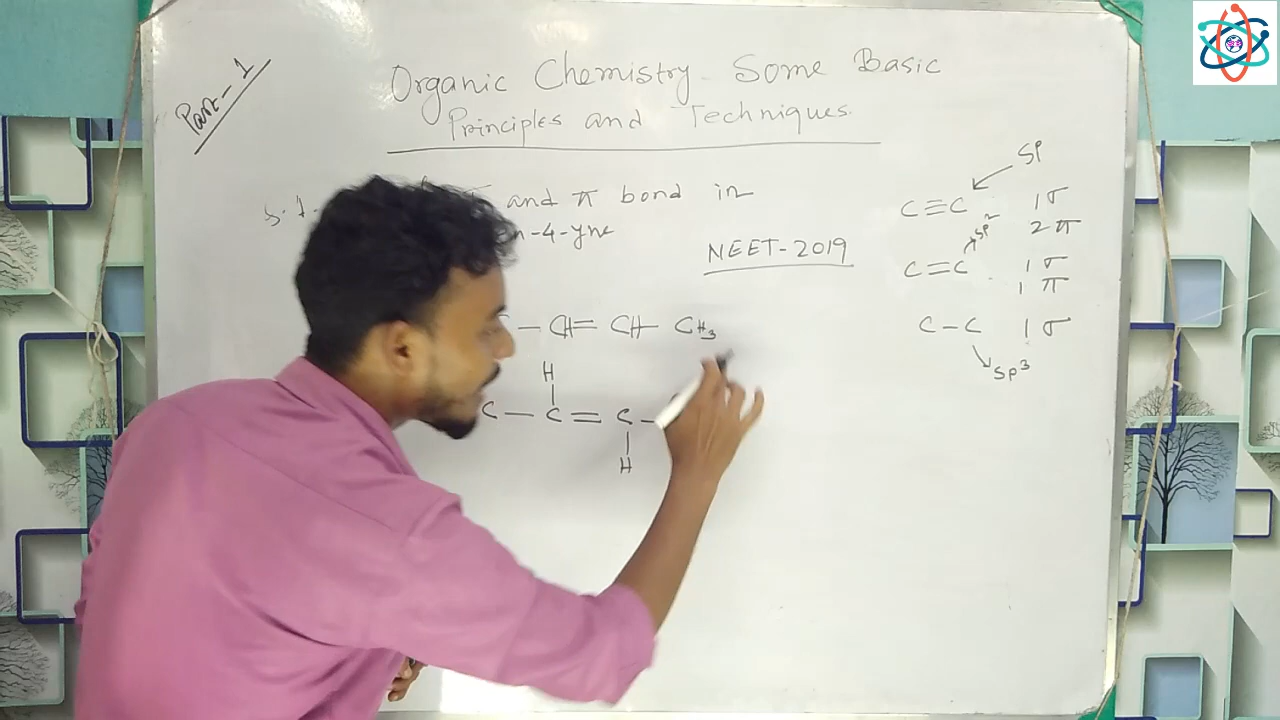 Part-1
Organic Chemistry - Some Basic
Principles and Techniques.
and π bond in
n-4-yne
NEET-2019
— CH = CH — CH3
H
C — C = C —
H
SP
C≡C 1σ
2π
SP²
C=C 1σ
1π
C-C 1σ
SP³